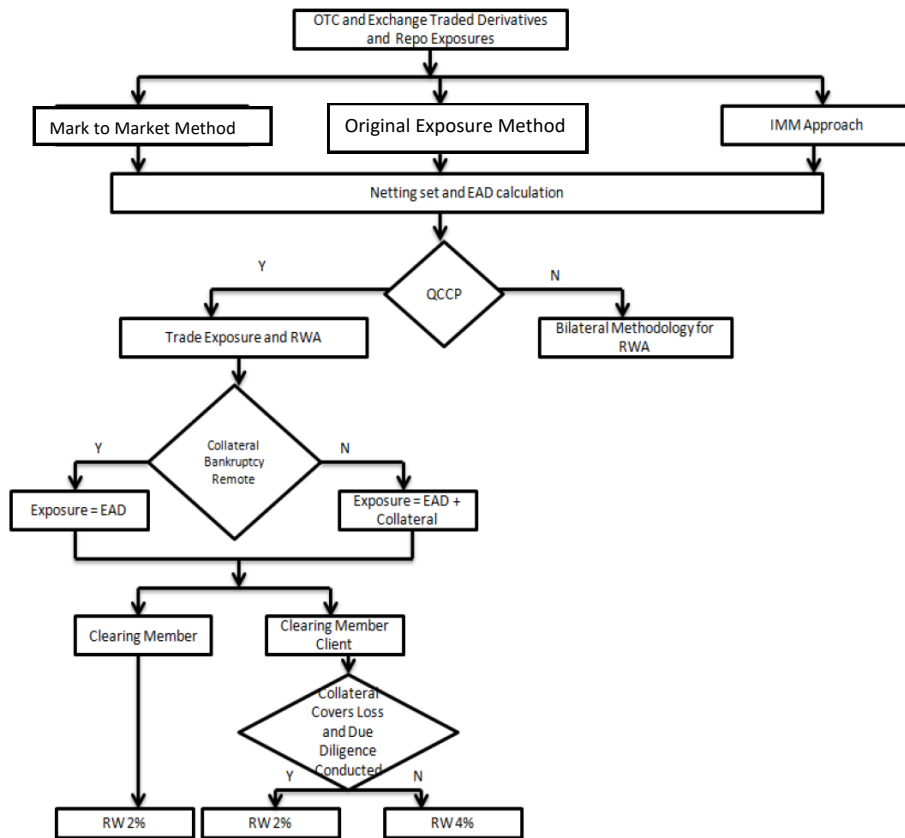 OTC and Exchange Traded Derivatives
and Repo Exposures
Mark to Market Method
Original Exposure Method
IMM Approach
Netting set and EAD calculation
Y
N
QCCP
Trade Exposure and RWA
Bilateral Methodology for
RWA
Y
N
Collateral
Bankruptcy
Remote
Exposure = EAD
Exposure = EAD +
Collateral
Clearing Member
Clearing Member
Client
Collateral
Covers Loss
and Due
Diligence
Conducted
Y
N
RW 2%
RW 2%
RW 4%